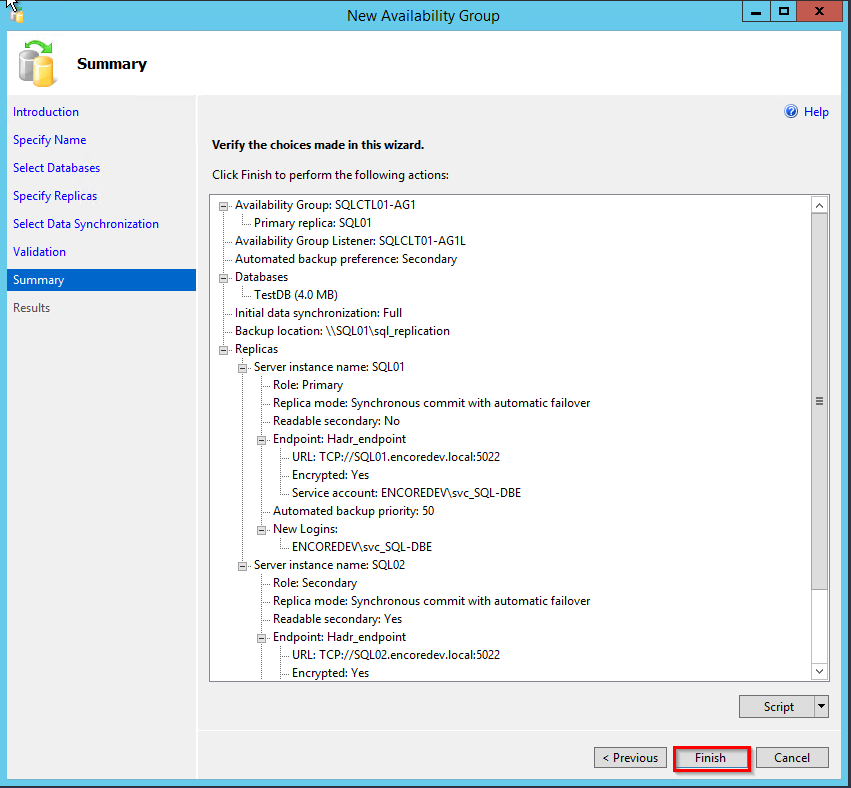 New Availability Group
Summary
Introduction
Specify Name
Select Databases
Specify Replicas
Select Data Synchronization
Validation
Summary
Results
Help
Verify the choices made in this wizard.
Click Finish to perform the following actions:
Availability Group: SQLCTL01-AG1
Primary replica: SQL01
Availability Group Listener: SQLCLT01-AG1L
Automated backup preference: Secondary
Databases
TestDB (4.0 MB)
Initial data synchronization: Full
Backup location: \\SQL01\sql_replication
Replicas
Server instance name: SQL01
Role: Primary
Replica mode: Synchronous commit with automatic failover
Readable secondary: No
Endpoint: Hadr_endpoint
URL: TCP://SQL01.encoredev.local:5022
Encrypted: Yes
Service account: ENCOREDEV\svc_SQL-DBE
Automated backup priority: 50
New Logins:
ENCOREDEV\svc_SQL-DBE
Server instance name: SQL02
Role: Secondary
Replica mode: Synchronous commit with automatic failover
Readable secondary: Yes
Endpoint: Hadr_endpoint
URL: TCP://SQL02.encoredev.local:5022
Encrypted: Yes
Script
< Previous
Finish
Cancel